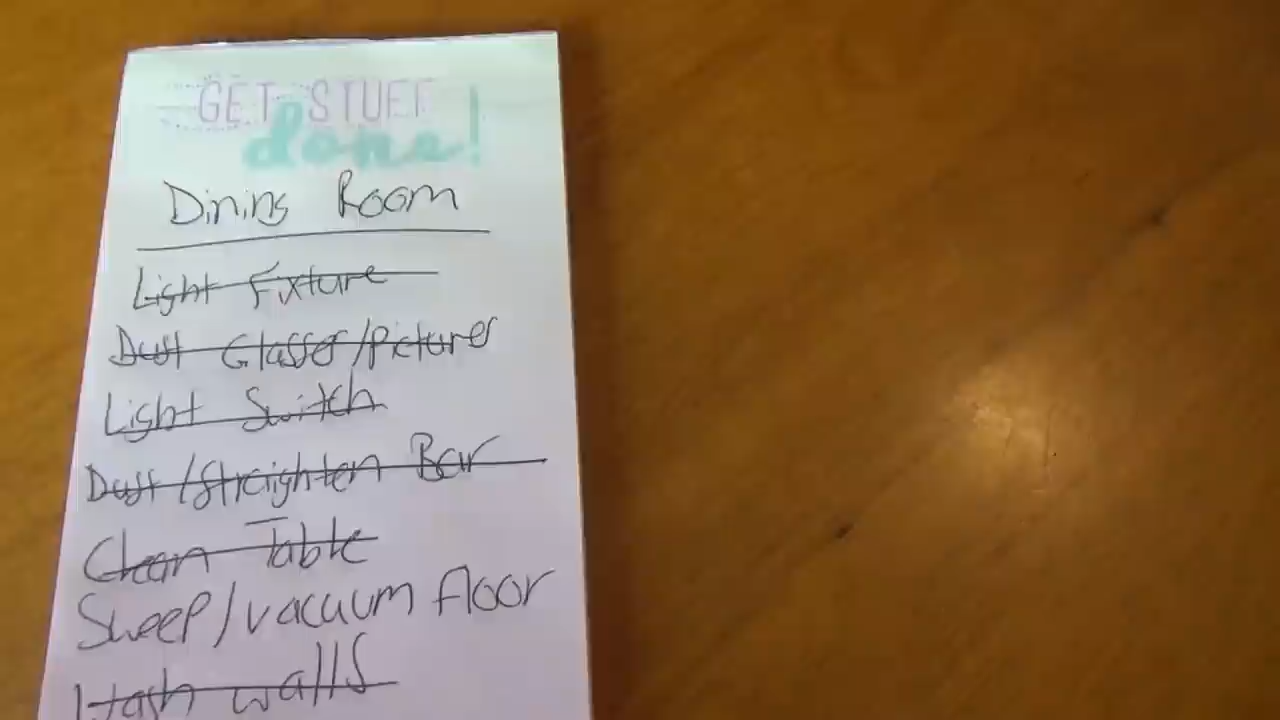 GET STUFF
done!
Dining Room
Light Fixture
Dust Glasses/Pictures
Light Switch
Dust/Straighten Bar
Clean Table
Sweep/vacuum floor
Wash walls